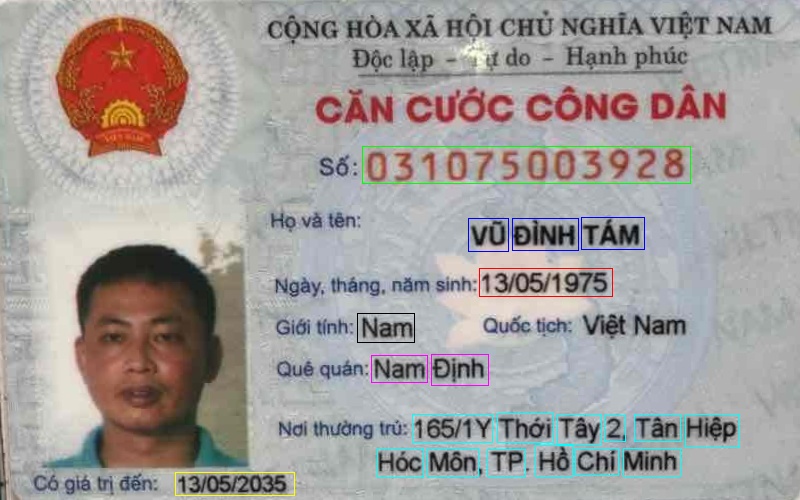 CỘNG HÒA XÃ HỘI CHỦ NGHĨA VIỆT NAM
Độc lập - Tự do - Hạnh phúc
CĂN CƯỚC CÔNG DÂN
Số: 031075003928
Họ và tên:
VŨ ĐÌNH TÁM
Ngày, tháng, năm sinh: 13/05/1975
Giới tính: Nam Quốc tịch: Việt Nam
Quê quán: Nam Định
Nơi thường trú: 165/1Y Thới Tây 2, Tân Hiệp
Hóc Môn, TP. Hồ Chí Minh
Có giá trị đến: 13/05/2035